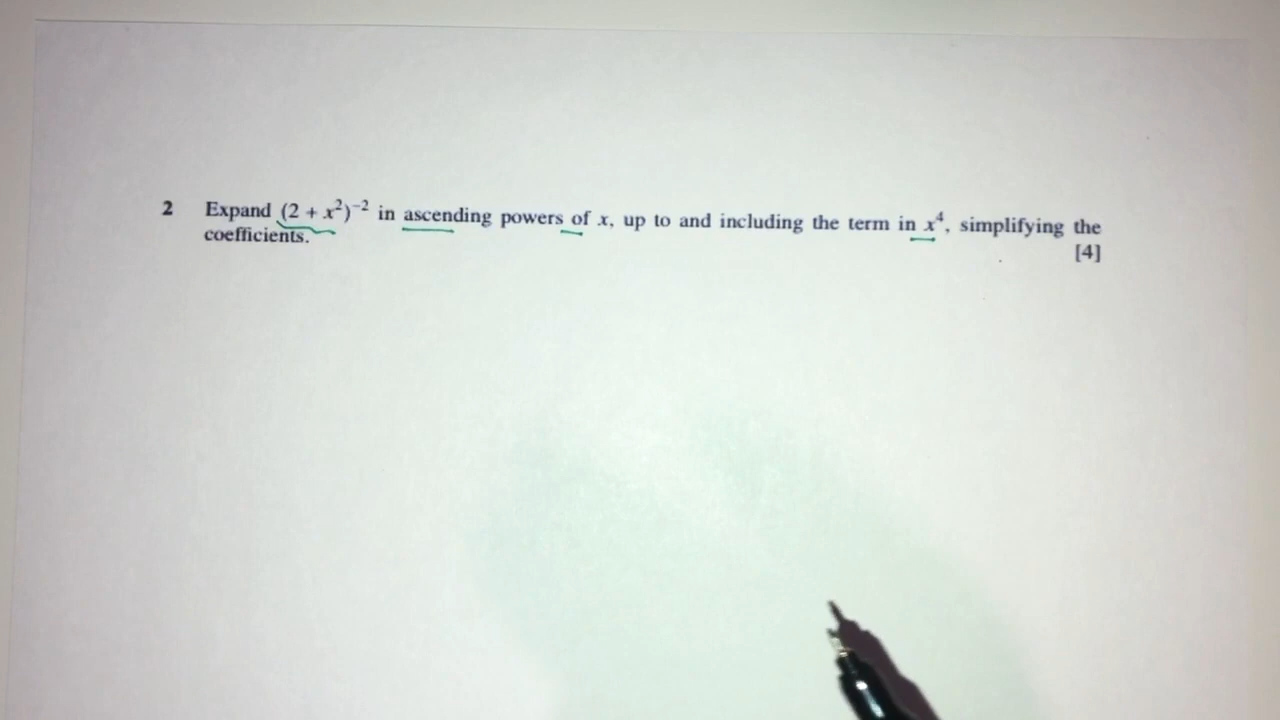 2 Expand (2 + x²)⁻² in ascending powers of x, up to and including the term in x⁴, simplifying the
coefficients.
[4]